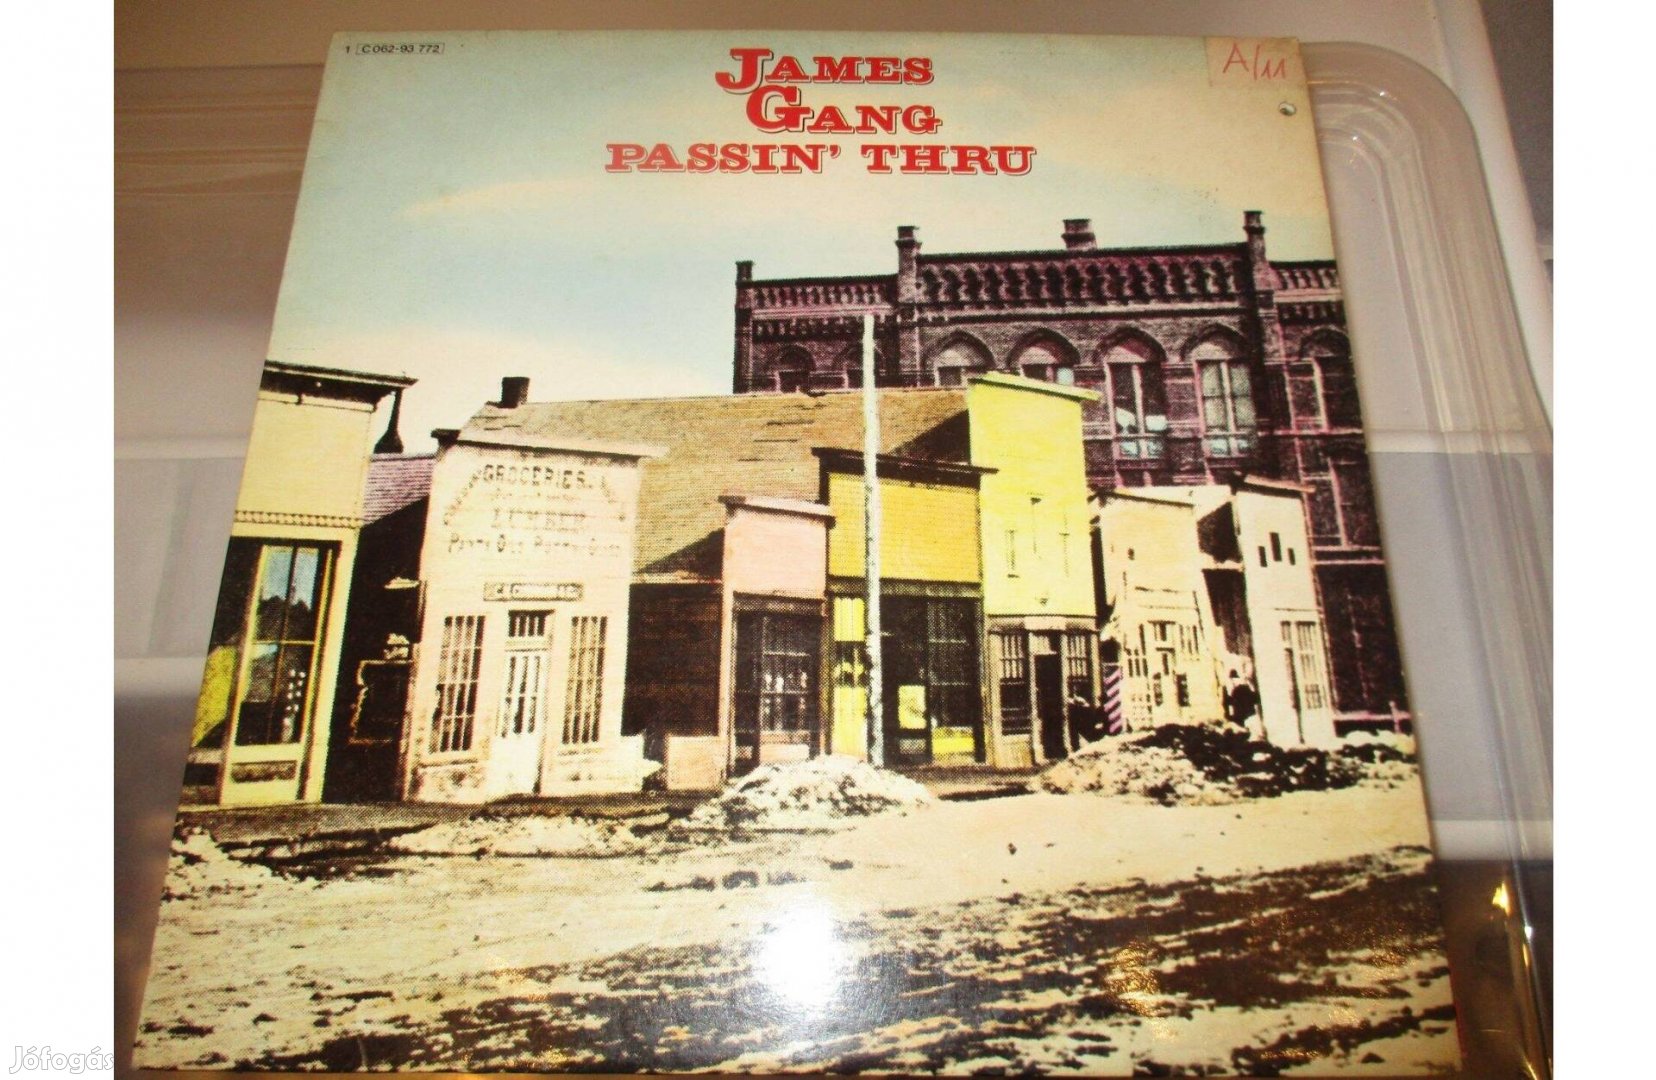 1 C 062-93 772
A/11
JAMES
GANG
PASSIN' THRU
GROCERIES
LUMBER
Jófogás